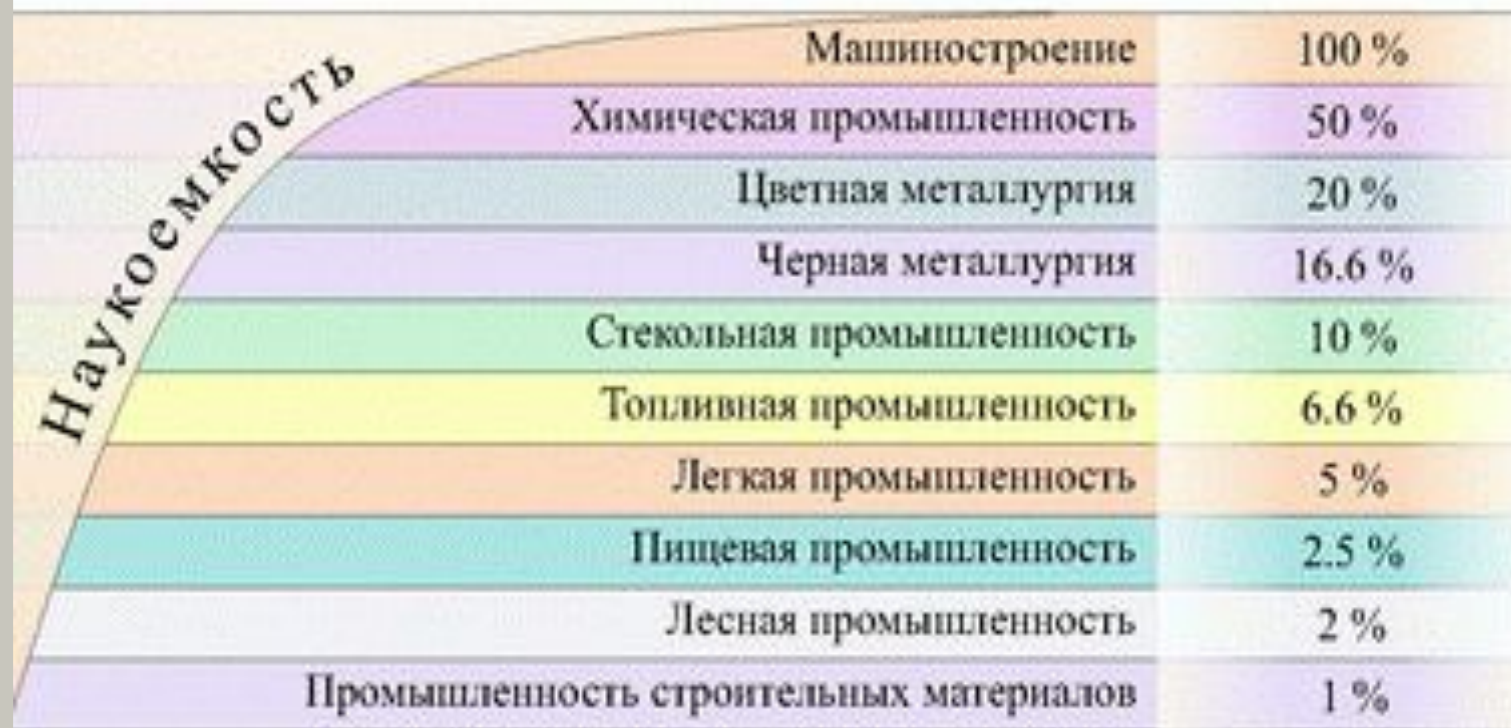 Наукоемкость
Машиностроение 100 %
Химическая промышленность 50 %
Цветная металлургия 20 %
Черная металлургия 16.6 %
Стекольная промышленность 10 %
Топливная промышленность 6.6 %
Легкая промышленность 5 %
Пищевая промышленность 2.5 %
Лесная промышленность 2 %
Промышленность строительных материалов 1 %